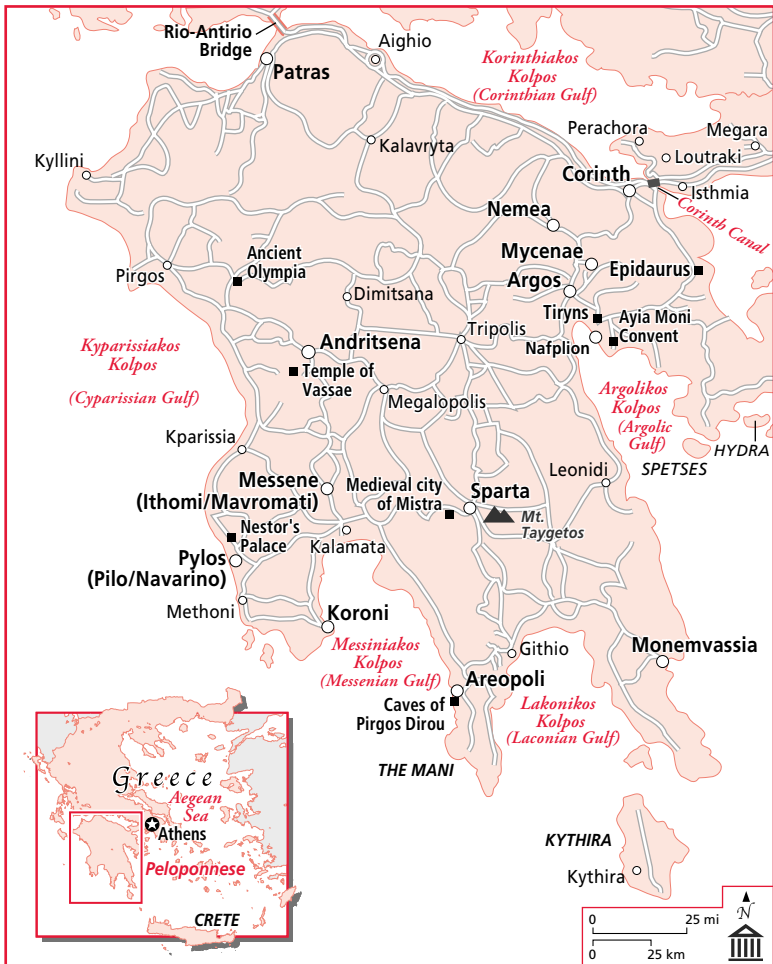 Rio-Antirio
Bridge
Aighio
Patras
Korinthiakos
Kolpos
(Corinthian Gulf)
Perachora
Megara
Kalavryta
Loutraki
Kyllini
Corinth
Isthmia
Corinth Canal
Nemea
Ancient
Olympia
Mycenae
Pirgos
Epidaurus
Argos
Dimitsana
Tiryns
Ayia Moni
Convent
Tripolis
Nafplion
Andritsena
Kyparissiakos
Kolpos
(Cyparissian Gulf)
Temple of
Vassae
Megalopolis
Argolikos
Kolpos
(Argolic
Gulf)
HYDRA
SPETSES
Kparissia
Leonidi
Messene
(Ithomi/Mavromati)
Medieval city
of Mistra
Sparta
Mt.
Taygetos
Nestor's
Palace
Kalamata
Pylos
(Pilo/Navarino)
Methoni
Koroni
Messiniakos
Kolpos
(Messenian Gulf)
Githio
Monemvassia
Areopoli
Caves of
Pirgos Dirou
Lakonikos
Kolpos
(Laconian Gulf)
THE MANI
Greece
Aegean
Sea
Athens
Peloponnese
CRETE
KYTHIRA
Kythira
0
25 mi
0
25 km
N